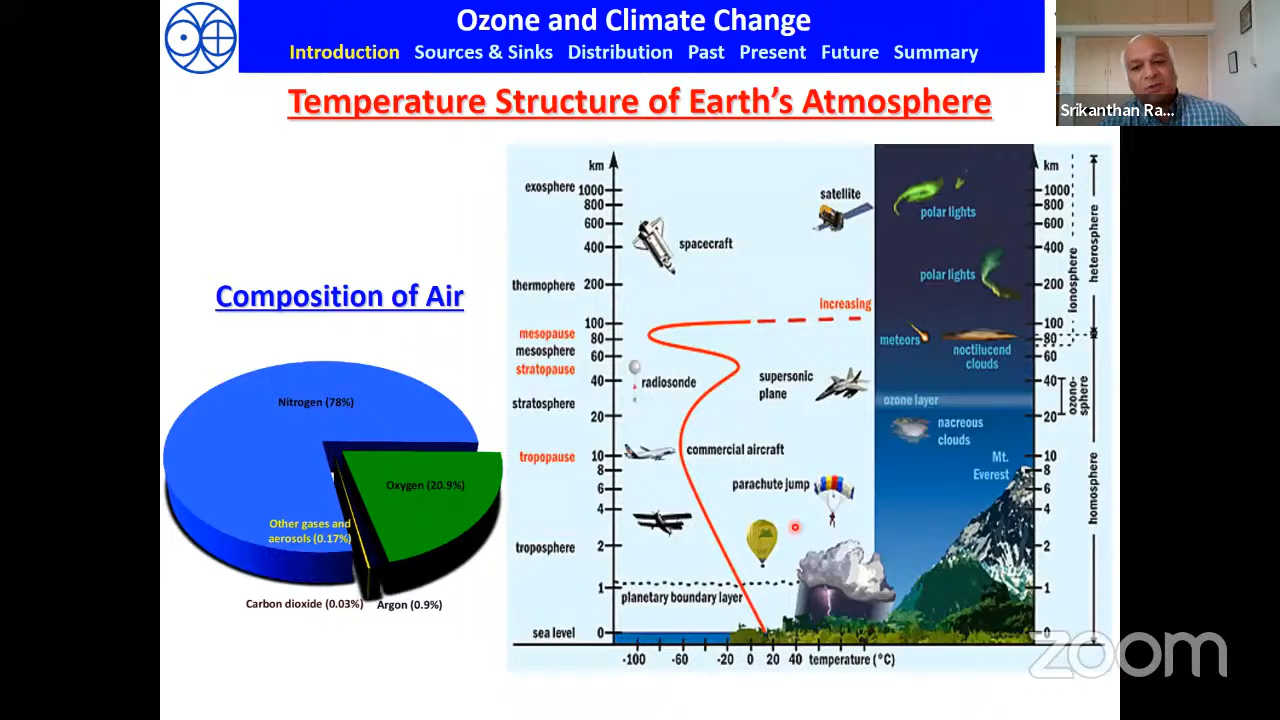 Ozone and Climate Change
Introduction Sources & Sinks Distribution Past Present Future Summary
Srikanthan Ra...
Temperature Structure of Earth's Atmosphere
Composition of Air
Nitrogen (78%)
Oxygen (20.9%)
Other gases and
aerosols (0.17%)
Carbon dioxide (0.03%)
Argon (0.9%)
km
exosphere
1000
800
600
400
thermophere
200
100
mesopause
80
mesosphere
60
stratopause
40
stratosphere
20
tropopause
10
8
6
4
troposphere
2
1
sea level
0
satellite
spacecraft
increasing
radiosonde
supersonic
plane
commercial aircraft
parachute jump
planetary boundary layer
-100 -60 -20 0 20 40 temperature (°C)
polar lights
polar lights
meteors
noctilucend
clouds
ozone layer
nacreous
clouds
Mt.
Everest
km
1000
800
600
400
200
100
80
60
40
20
10
8
6
4
2
1
0
ionosphere
heterosphere
ozono-
sphere
homosphere
zoom